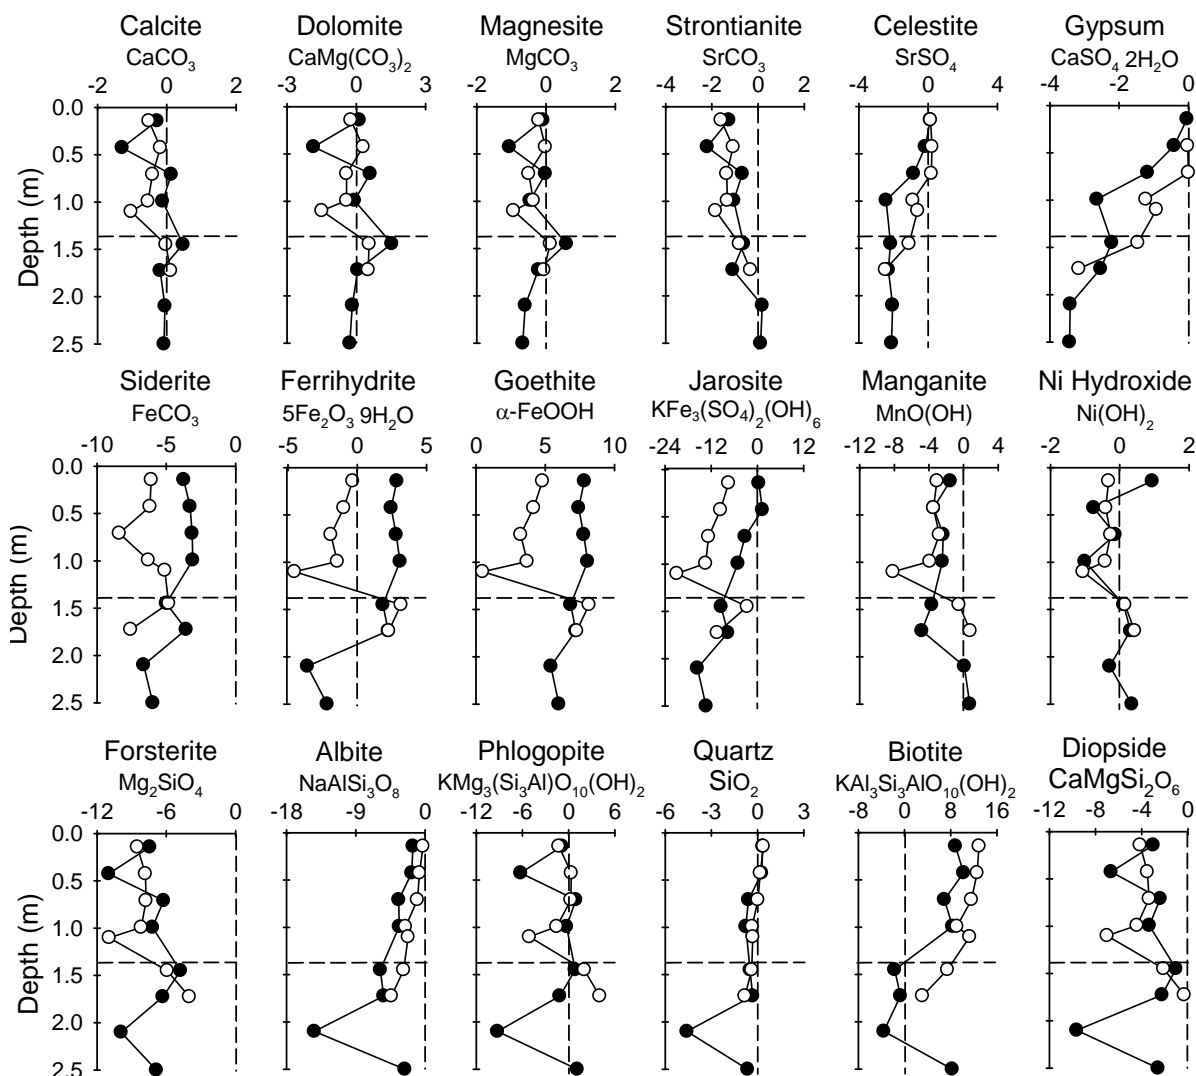 Calcite Dolomite Magnesite Strontianite Celestite Gypsum
CaCO3 CaMg(CO3)2 MgCO3 SrCO3 SrSO4 CaSO4 2H2O
-2 0 2 -3 0 3 -2 0 2 -4 -2 0 2 -4 0 4 -4 -3 -2 -1 0
0.0
0.5
1.0
1.5
2.0
2.5
Depth (m)
Siderite Ferrihydrite Goethite Jarosite Manganite Ni Hydroxide
FeCO3 5Fe2O3 9H2O α-FeOOH KFe3(SO4)2(OH)6 MnO(OH) Ni(OH)2
-10 -5 0 -5 0 5 0 5 10 -24 -12 0 12 -12 -8 -4 0 4 -2 0 2
0.0
0.5
1.0
1.5
2.0
2.5
Depth (m)
Forsterite Albite Phlogopite Quartz Biotite Diopside
Mg2SiO4 NaAlSi3O8 KMg3(Si3Al)O10(OH)2 SiO2 KAl3Si3AlO10(OH)2 CaMgSi2O6
-12 -6 0 -18 -9 0 -12 -6 0 6 -6 -3 0 3 -8 0 8 16 -12 -8 -4 0
0.0
0.5
1.0
1.5
2.0
2.5
Depth (m)